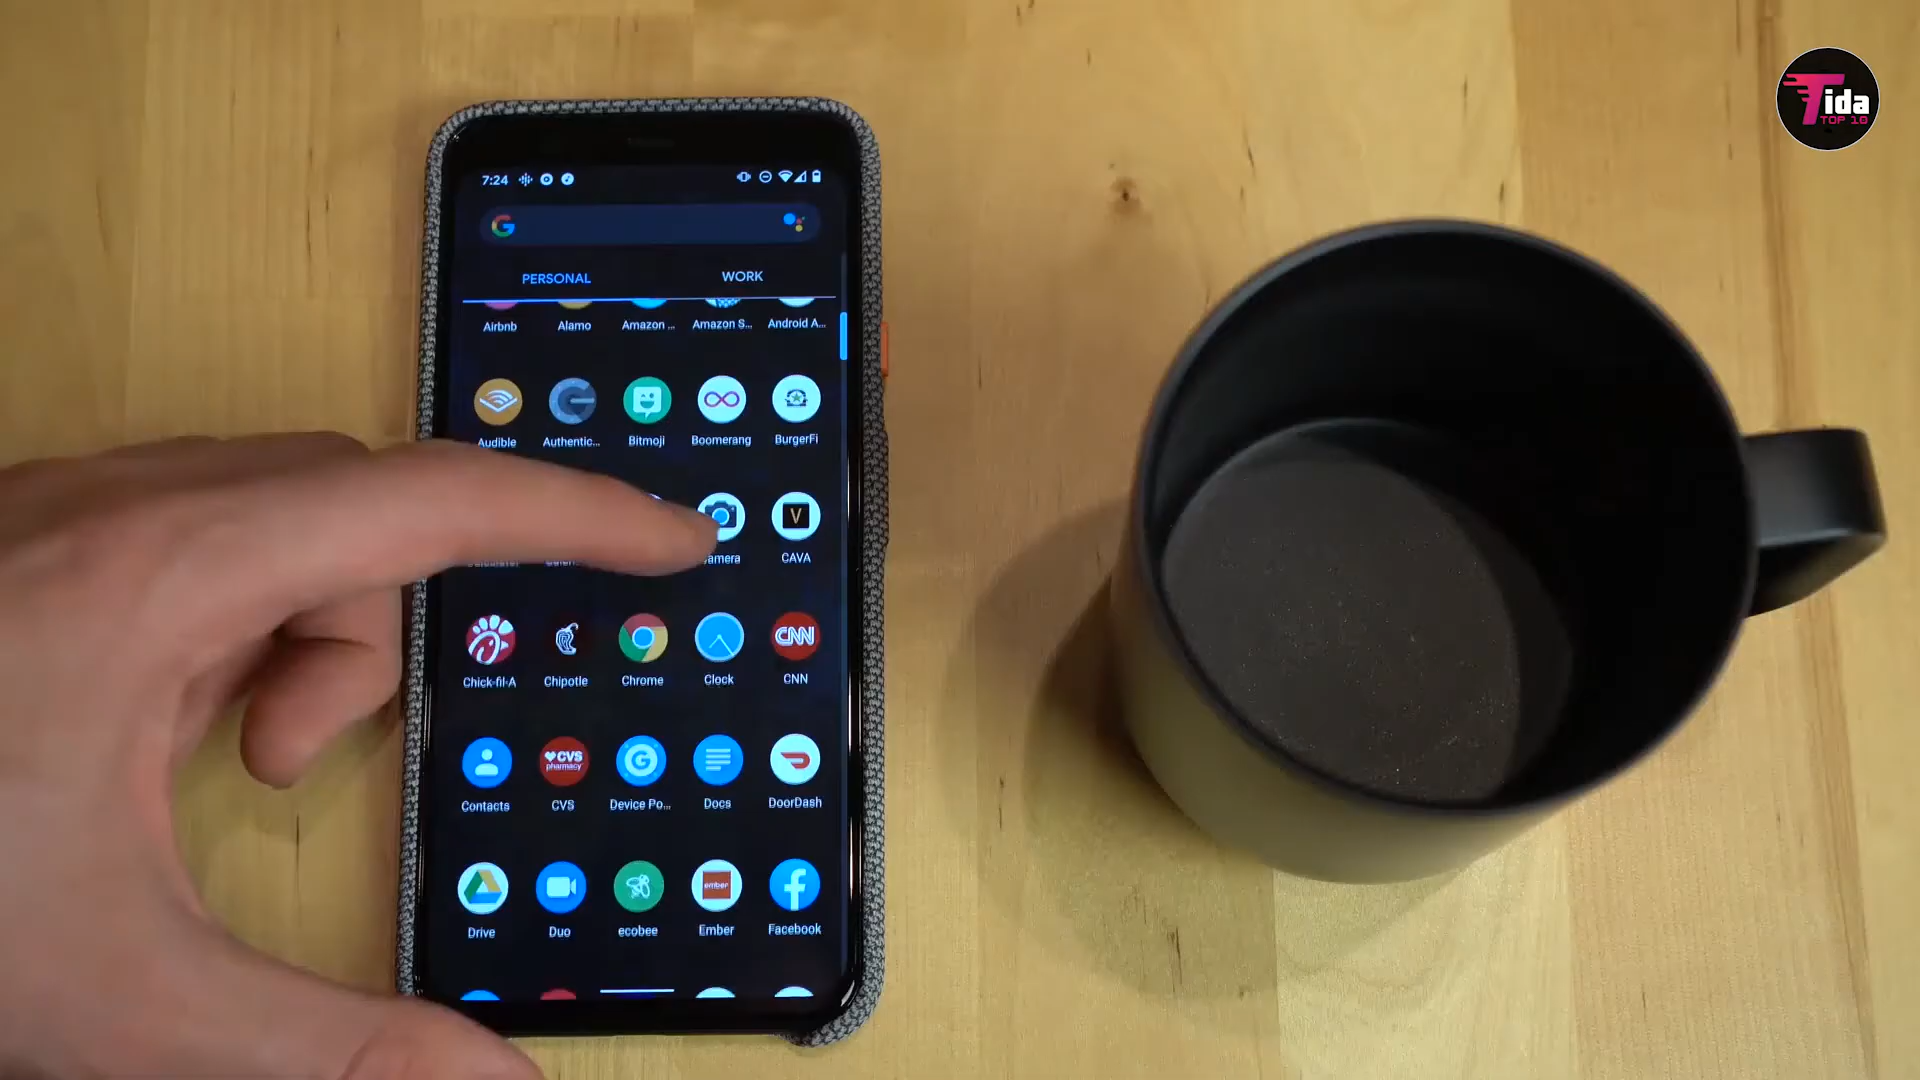 Tida
TOP 10
7:24
PERSONAL WORK
Airbnb Alamo Amazon ... Amazon S... Android A...
Audible Authentic... Bitmoji Boomerang BurgerFi
V
CAVA
CNN
Chick-fil-A Chipotle Chrome Clock CNN
CVS
pharmacy
Contacts CVS Device Po... Docs DoorDash
ember
Drive Duo ecobee Ember Facebook